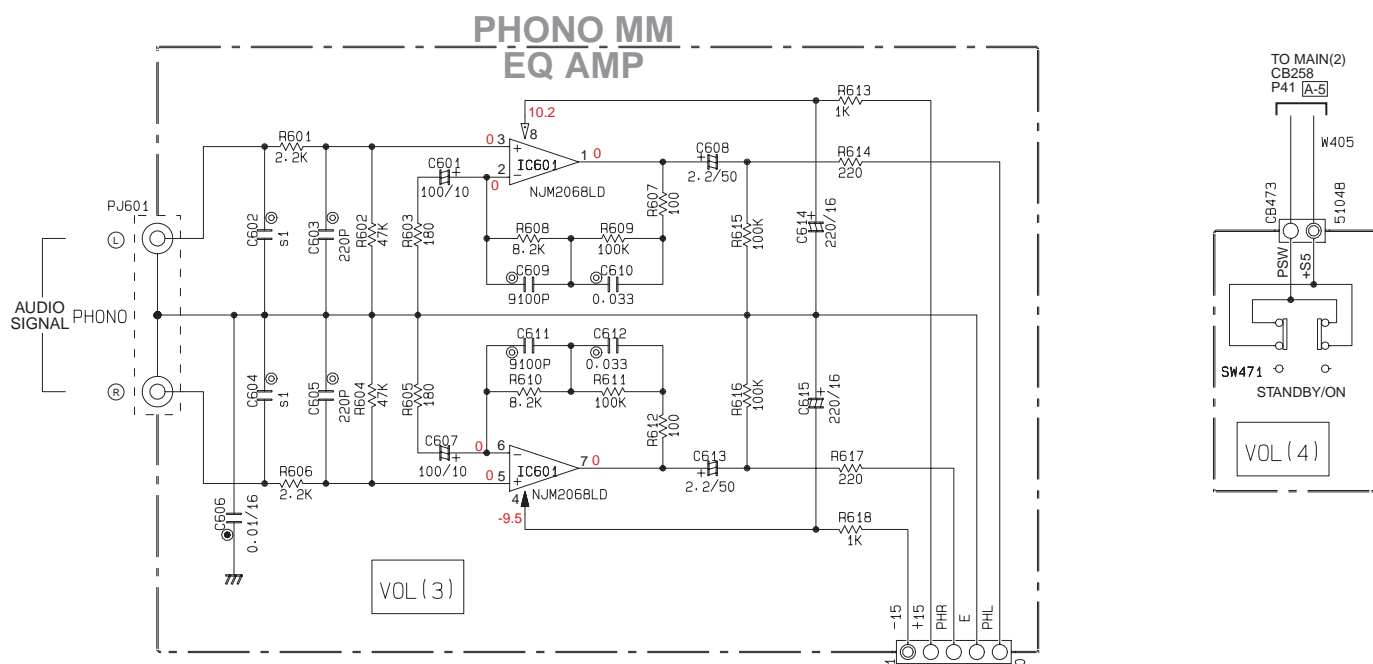 PHONO MM
EQ AMP
TO MAIN(2)
CB258
P41 A-5
W405
CB473
51048
PSW
+S5
SW471
STANDBY/ON
VOL(4)
PJ601
L
AUDIO
SIGNAL
PHONO
R
R601
2.2K
C602
s1
C603
220P
R602
47K
R603
180
C601
100/10
+
0
3
+
2
−
0
10.2
8
IC601
1
0
NJM2068LD
R608
8.2K
R609
100K
C609
9100P
C610
0.033
R607
100
C608
+
2.2/50
R613
1K
R614
220
R615
100K
C614
+
220/16
C604
s1
C605
220P
R604
47K
R605
180
C611
9100P
C612
0.033
R610
8.2K
R611
100K
R612
100
R616
100K
C615
+
220/16
C607
100/10
+
0
6
−
0
5
+
IC601
7
0
4
NJM2068LD
-9.5
C613
+
2.2/50
R617
220
R618
1K
R606
2.2K
C606
0.01/16
VOL(3)
-15
+15
PHR
E
PHL